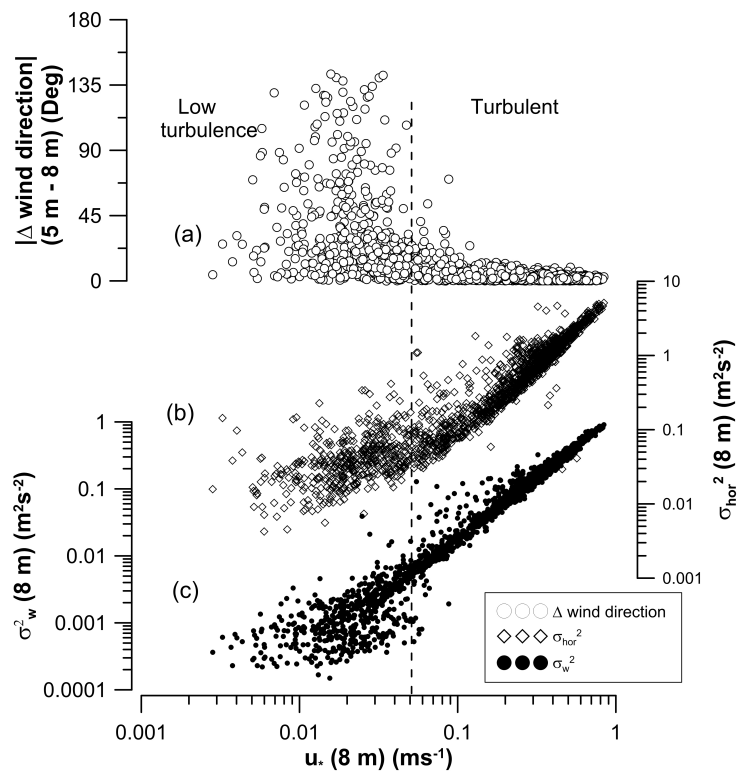 180
135
90
45
0
|Δ wind direction|
(5 m - 8 m) (Deg)
Low
turbulence
Turbulent
(a)
10
1
0.1
0.01
0.001
σhor² (8 m) (m²s⁻²)
(b)
1
0.1
0.01
0.001
0.0001
σ²w (8 m) (m²s⁻²)
(c)
Δ wind direction
σhor²
σw²
0.001
0.01
0.1
1
u* (8 m) (ms⁻¹)